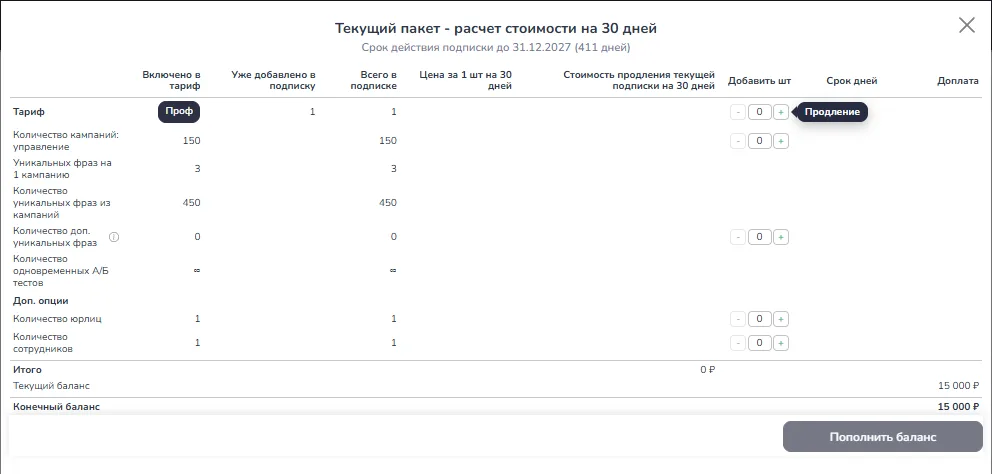 Текущий пакет - расчет стоимости на 30 дней
Срок действия подписки до 31.12.2027 (411 дней)
Включено в тариф Уже добавлено в подписку Всего в подписке Цена за 1 шт на 30 дней Стоимость продления текущей подписки на 30 дней Добавить шт Срок дней Доплата
Тариф Проф 1 1 - 0 + Продление
Количество кампаний: управление 150 150 - 0 +
Уникальных фраз на 1 кампанию 3 3
Количество уникальных фраз из кампаний 450 450
Количество доп. уникальных фраз i 0 0 - 0 +
Количество одновременных А/Б тестов ∞ ∞
Доп. опции
Количество юрлиц 1 1 - 0 +
Количество сотрудников 1 1 - 0 +
Итого 0 ₽
Текущий баланс 15 000 ₽
Конечный баланс 15 000 ₽
Пополнить баланс